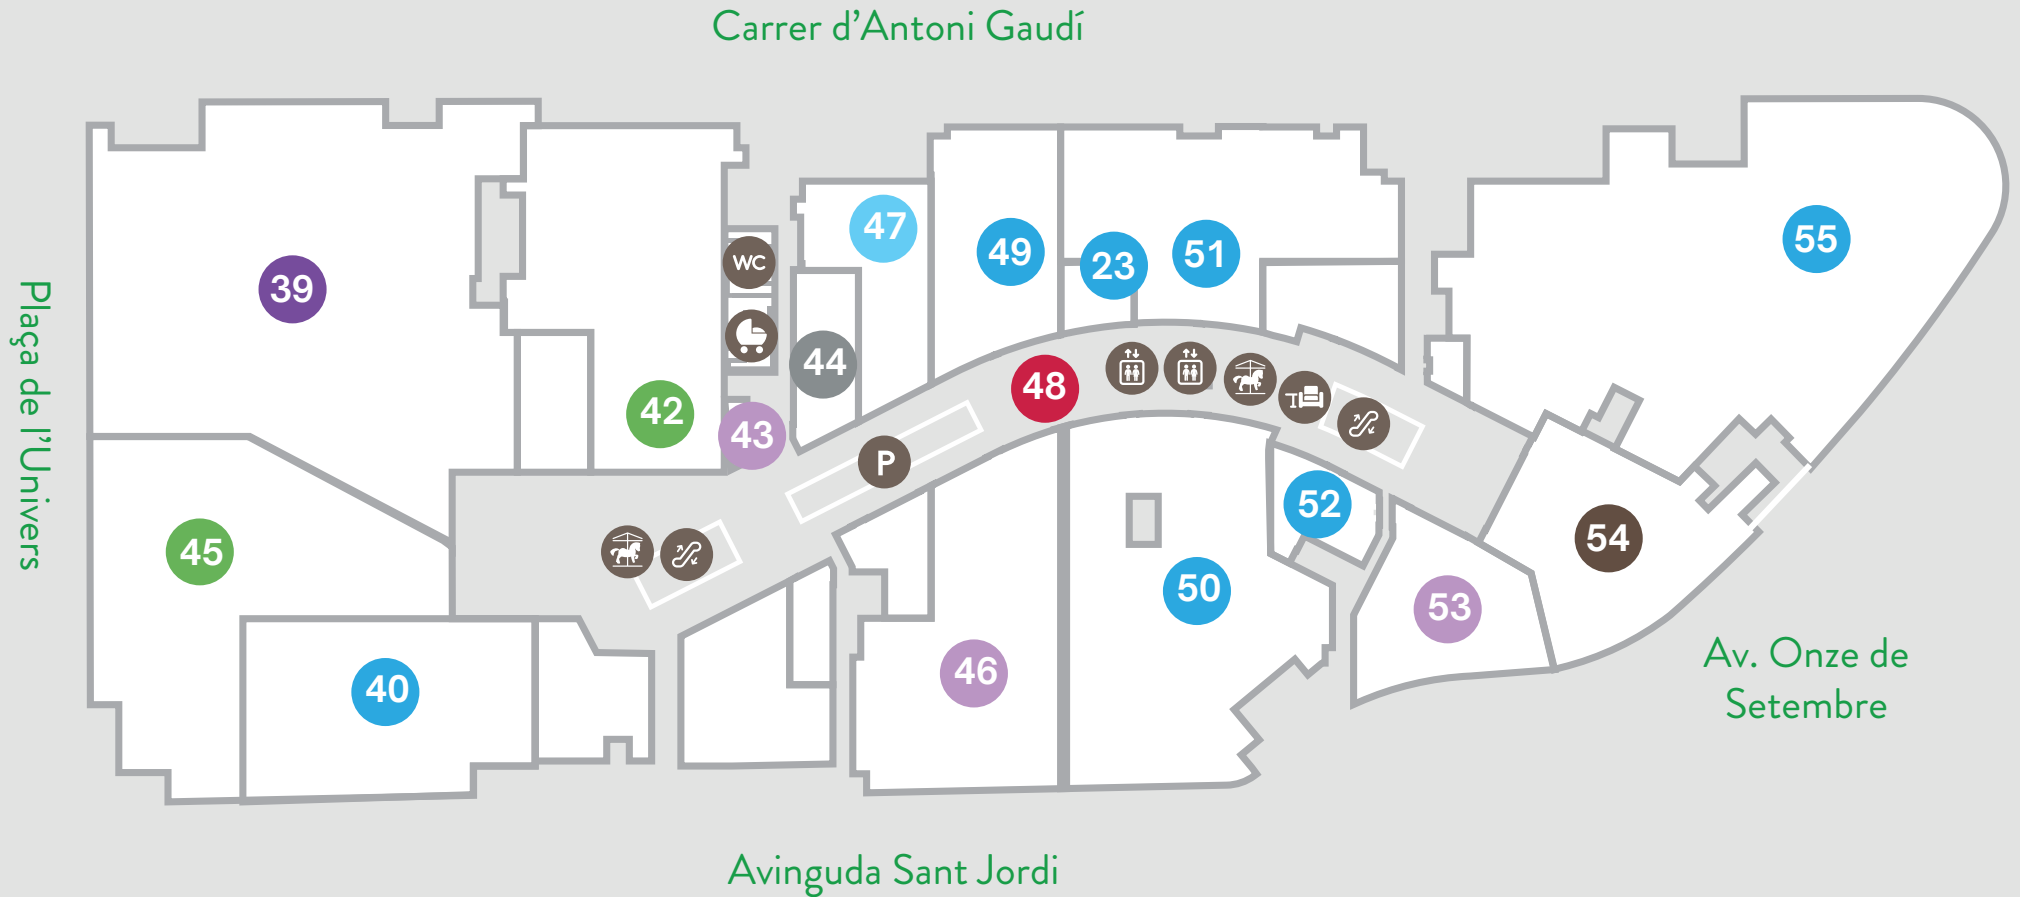 Carrer d’Antoni Gaudí
Plaça de l’Univers
39
42
WC
43
44
47
49
23
51
55
48
P
45
40
46
50
52
53
54
Av. Onze de
Setembre
Avinguda Sant Jordi